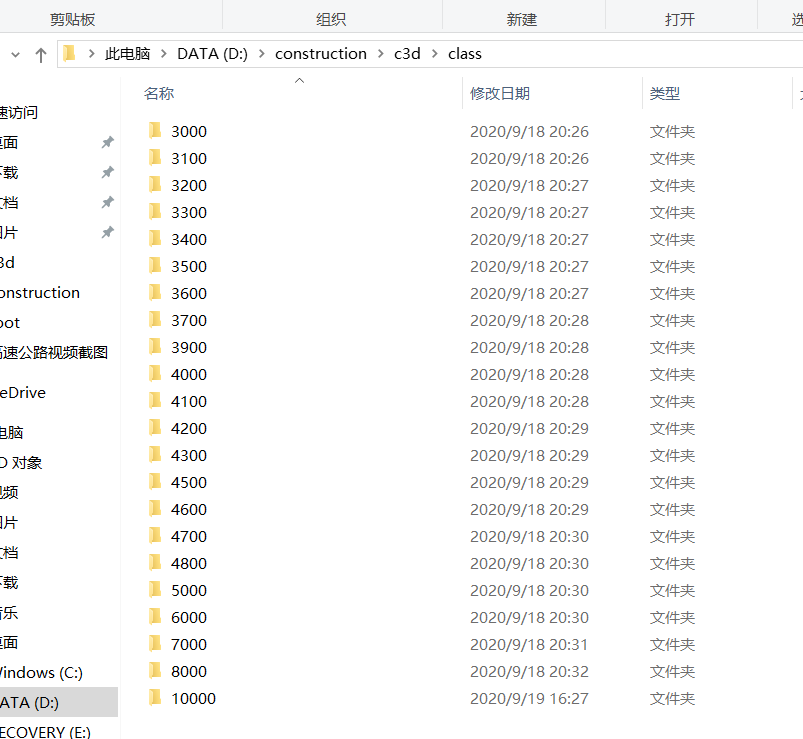 剪贴板 组织 新建 打开
此电脑 DATA (D:) construction c3d class
名称 修改日期 类型
速访问
桌面
下载
文档
图片
3d
onstruction
oot
高速公路视频截图
eDrive
电脑
D 对象
视频
图片
文档
下载
音乐
桌面
Windows (C:)
ATA (D:)
ECOVERY (E:)
3000 2020/9/18 20:26 文件夹
3100 2020/9/18 20:26 文件夹
3200 2020/9/18 20:27 文件夹
3300 2020/9/18 20:27 文件夹
3400 2020/9/18 20:27 文件夹
3500 2020/9/18 20:27 文件夹
3600 2020/9/18 20:27 文件夹
3700 2020/9/18 20:28 文件夹
3900 2020/9/18 20:28 文件夹
4000 2020/9/18 20:28 文件夹
4100 2020/9/18 20:28 文件夹
4200 2020/9/18 20:29 文件夹
4300 2020/9/18 20:29 文件夹
4500 2020/9/18 20:29 文件夹
4600 2020/9/18 20:29 文件夹
4700 2020/9/18 20:30 文件夹
4800 2020/9/18 20:30 文件夹
5000 2020/9/18 20:30 文件夹
6000 2020/9/18 20:30 文件夹
7000 2020/9/18 20:31 文件夹
8000 2020/9/18 20:32 文件夹
10000 2020/9/19 16:27 文件夹